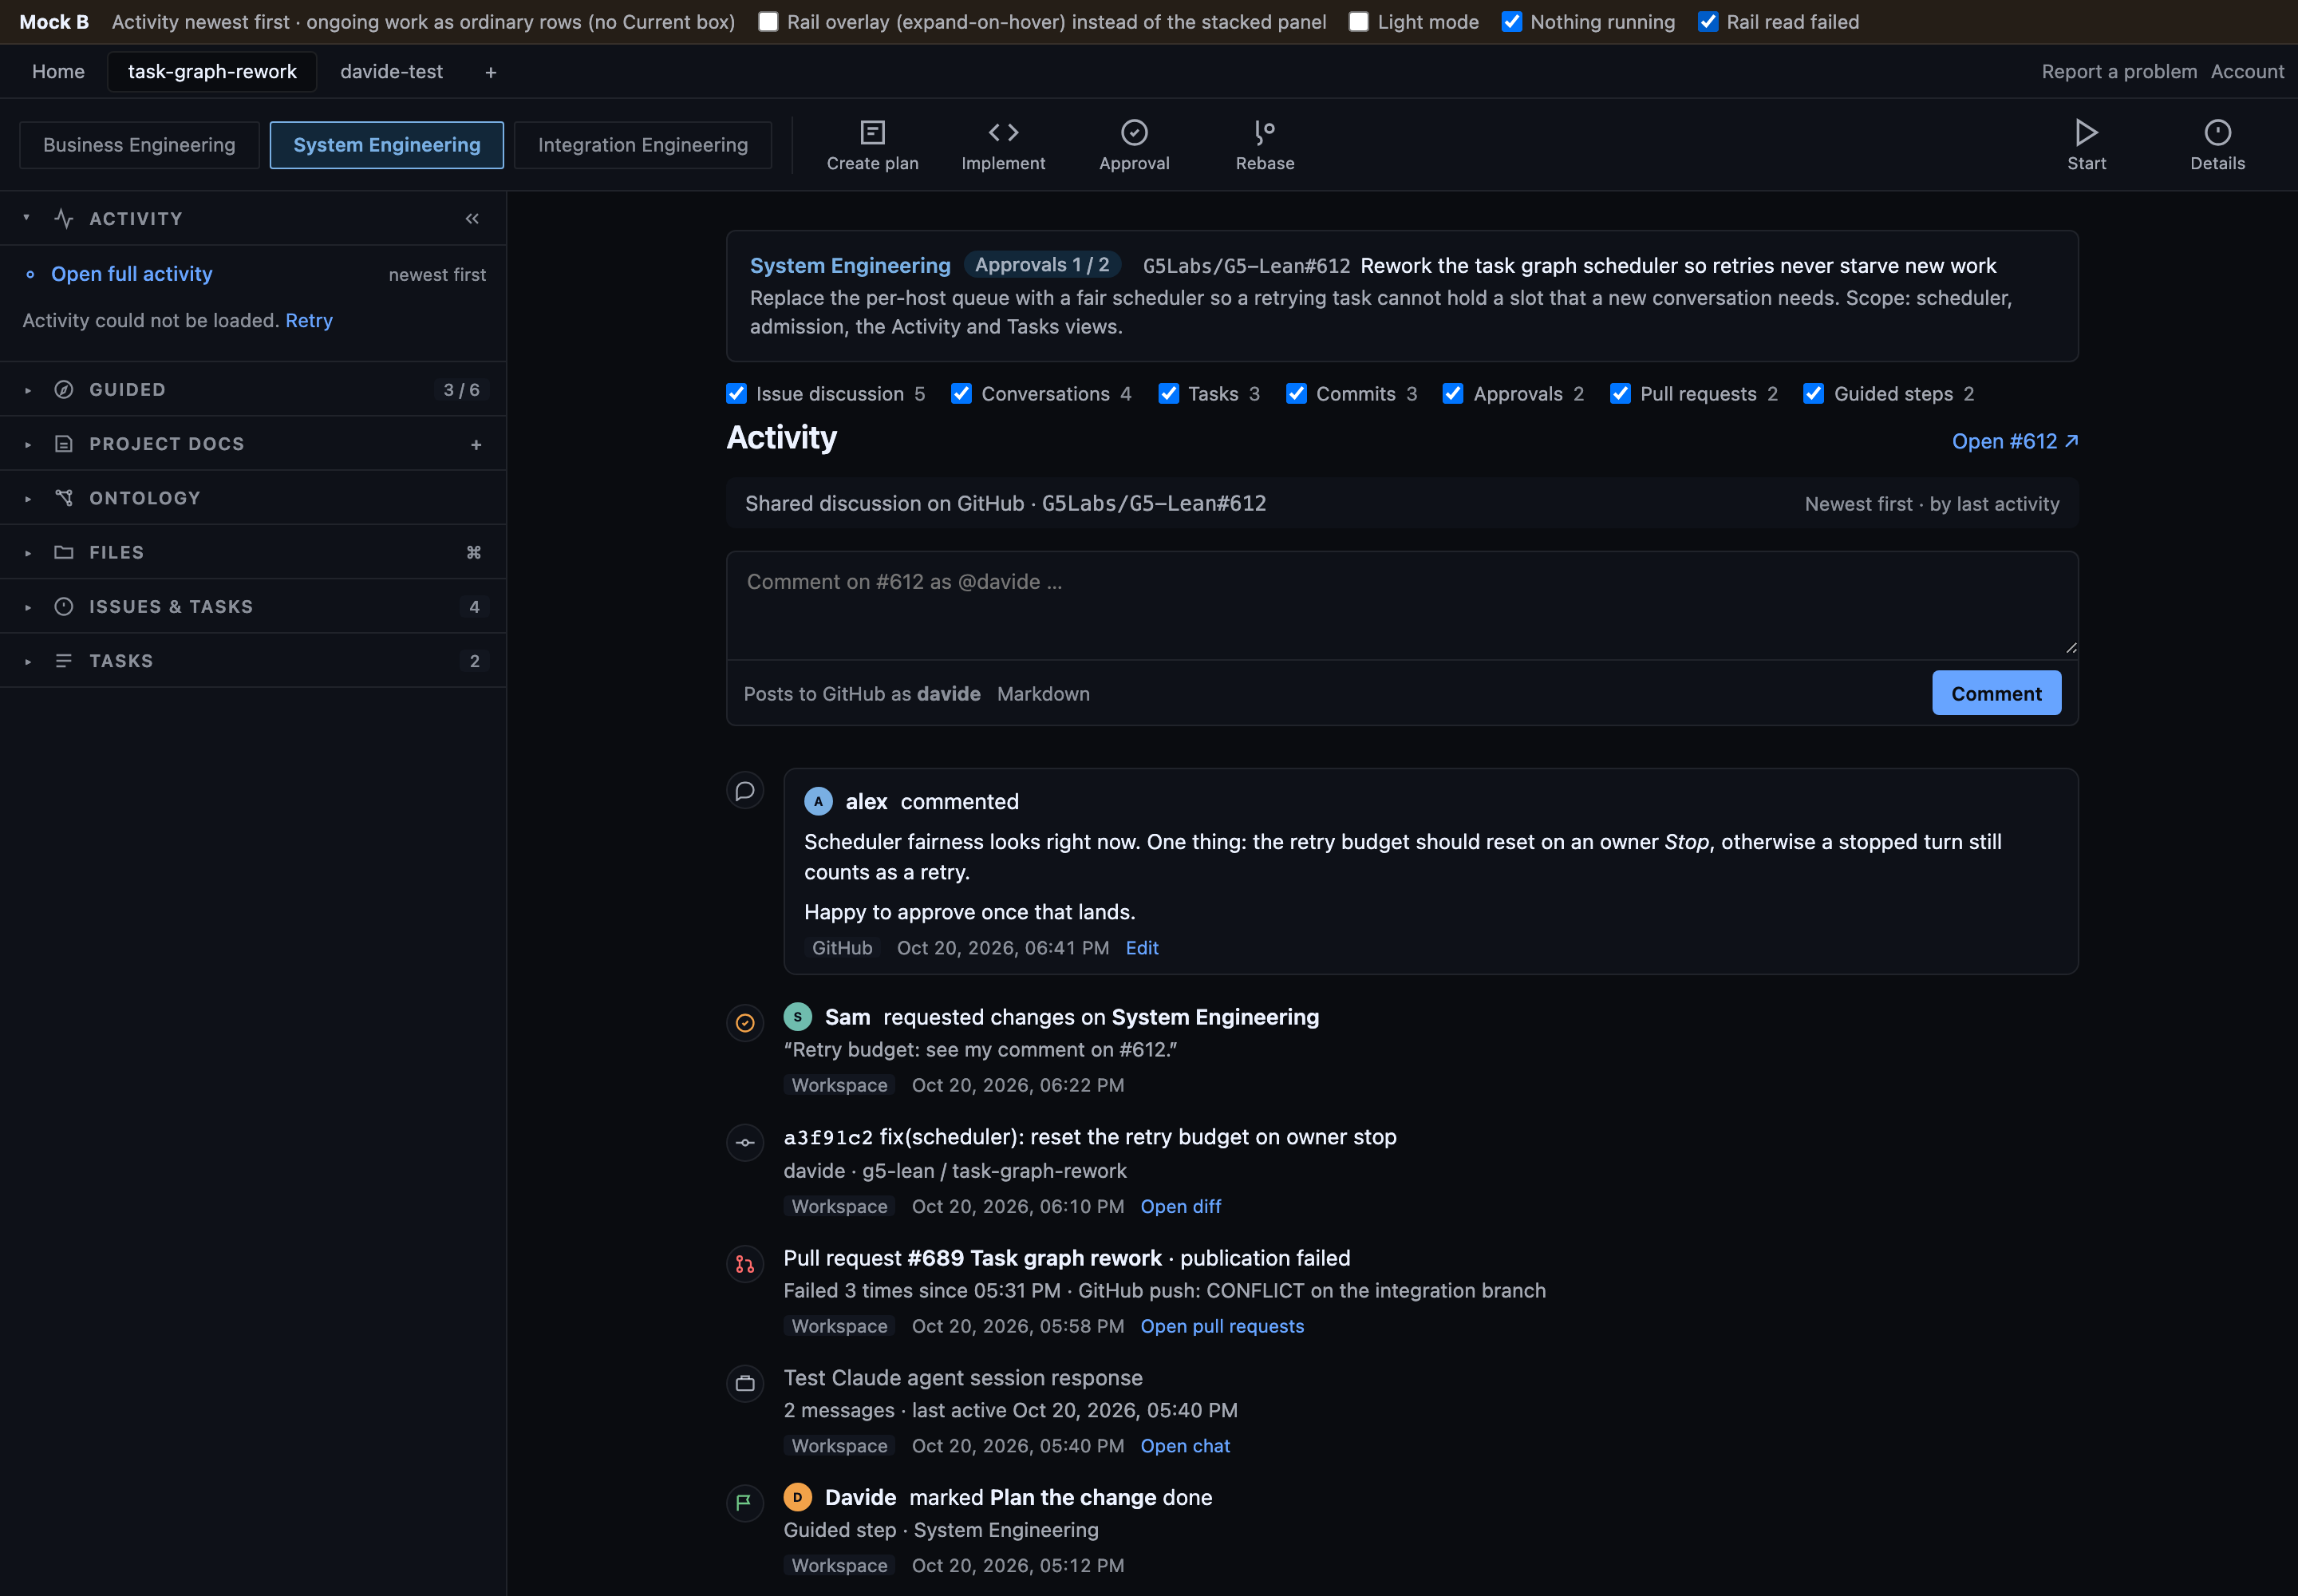 Mock B Activity newest first · ongoing work as ordinary rows (no Current box) Rail overlay (expand-on-hover) instead of the stacked panel Light mode Nothing running Rail read failed
Home task-graph-rework davide-test + Report a problem Account
Business Engineering System Engineering Integration Engineering Create plan Implement Approval Rebase Start Details
ACTIVITY «
Open full activity newest first
Activity could not be loaded. Retry
GUIDED 3 / 6
PROJECT DOCS +
ONTOLOGY
FILES ⌘
ISSUES & TASKS 4
TASKS 2
System Engineering Approvals 1 / 2 G5Labs/G5-Lean#612 Rework the task graph scheduler so retries never starve new work
Replace the per-host queue with a fair scheduler so a retrying task cannot hold a slot that a new conversation needs. Scope: scheduler,
admission, the Activity and Tasks views.
Issue discussion 5 Conversations 4 Tasks 3 Commits 3 Approvals 2 Pull requests 2 Guided steps 2
Activity Open #612 ↗
Shared discussion on GitHub · G5Labs/G5-Lean#612 Newest first · by last activity
Comment on #612 as @davide ...
Posts to GitHub as davide Markdown Comment
A alex commented
Scheduler fairness looks right now. One thing: the retry budget should reset on an owner Stop, otherwise a stopped turn still
counts as a retry.
Happy to approve once that lands.
GitHub Oct 20, 2026, 06:41 PM Edit
S Sam requested changes on System Engineering
“Retry budget: see my comment on #612.”
Workspace Oct 20, 2026, 06:22 PM
a3f91c2 fix(scheduler): reset the retry budget on owner stop
davide · g5-lean / task-graph-rework
Workspace Oct 20, 2026, 06:10 PM Open diff
Pull request #689 Task graph rework · publication failed
Failed 3 times since 05:31 PM · GitHub push: CONFLICT on the integration branch
Workspace Oct 20, 2026, 05:58 PM Open pull requests
Test Claude agent session response
2 messages · last active Oct 20, 2026, 05:40 PM
Workspace Oct 20, 2026, 05:40 PM Open chat
D Davide marked Plan the change done
Guided step · System Engineering
Workspace Oct 20, 2026, 05:12 PM